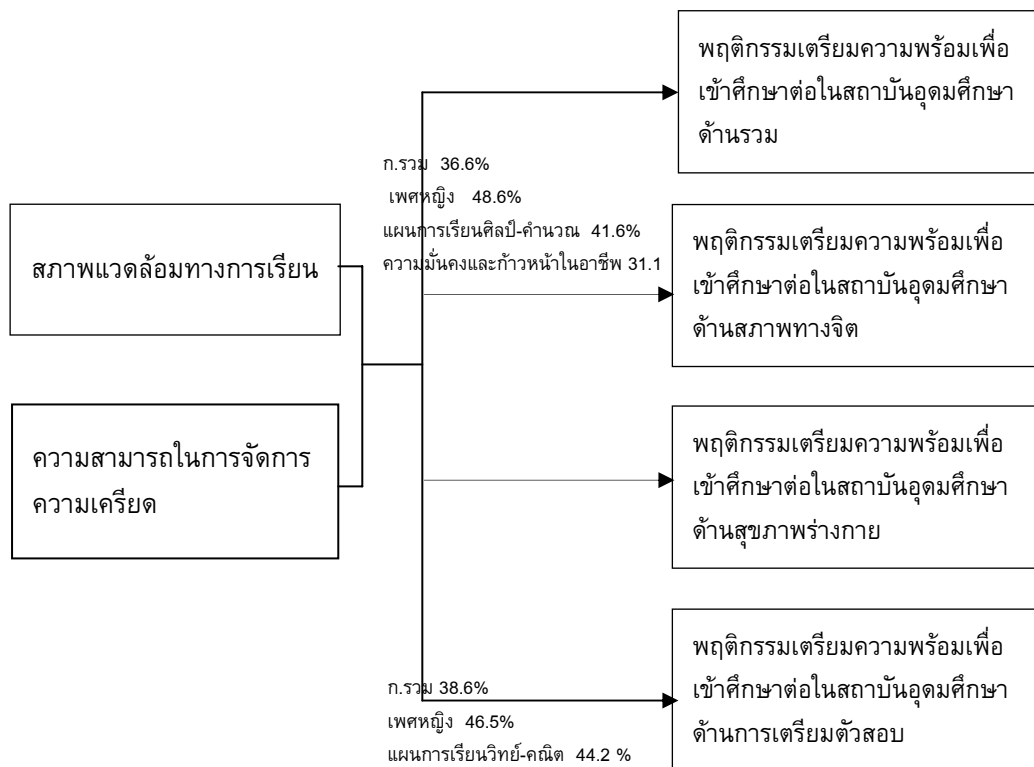 พฤติกรรมเตรียมความพร้อมเพื่อ
เข้าศึกษาต่อในสถาบันอุดมศึกษา
ด้านรวม
ก.รวม 36.6%
เพศหญิง 48.6%
แผนการเรียนศิลป์-คำนวณ 41.6%
ความมั่นคงและก้าวหน้าในอาชีพ 31.1
สภาพแวดล้อมทางการเรียน
พฤติกรรมเตรียมความพร้อมเพื่อ
เข้าศึกษาต่อในสถาบันอุดมศึกษา
ด้านสภาพทางจิต
ความสามารถในการจัดการ
ความเครียด
พฤติกรรมเตรียมความพร้อมเพื่อ
เข้าศึกษาต่อในสถาบันอุดมศึกษา
ด้านสุขภาพร่างกาย
พฤติกรรมเตรียมความพร้อมเพื่อ
เข้าศึกษาต่อในสถาบันอุดมศึกษา
ด้านการเตรียมตัวสอบ
ก.รวม 38.6%
เพศหญิง 46.5%
แผนการเรียนวิทย์-คณิต 44.2 %